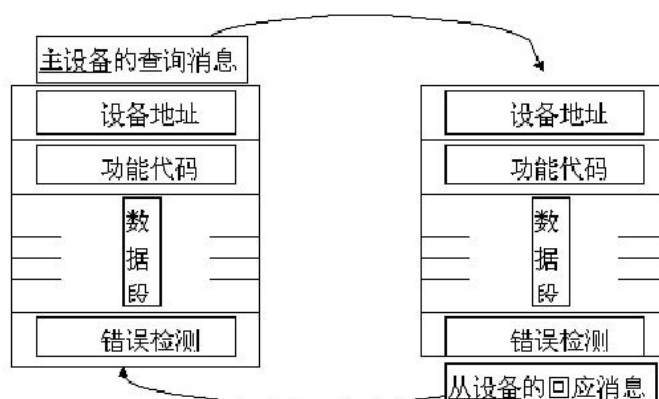 主设备的查询消息
设备地址
功能代码
数
据
段
错误检测
设备地址
功能代码
数
据
段
错误检测
从设备的回应消息